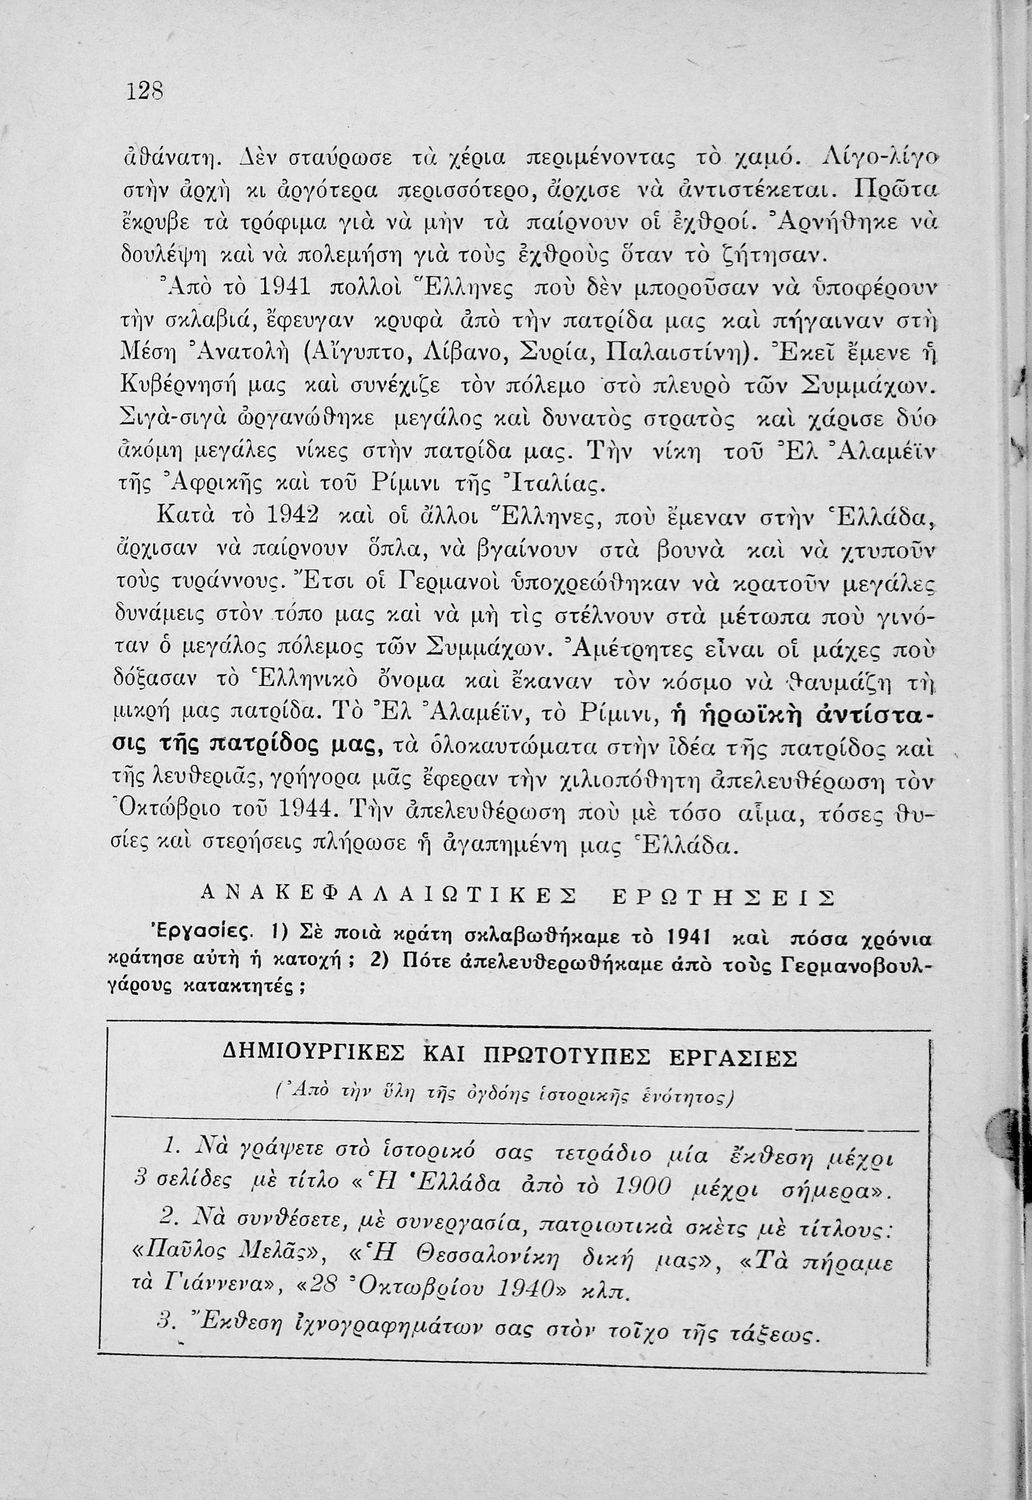 128
ἀθάνατη. Δὲν σταύρωσε τὰ χέρια περιμένοντας τὸ χαμό. Λίγο-λίγο
στὴν ἀρχὴ κι ἀργότερα περισσότερο, ἄρχισε νὰ ἀντιστέκεται. Πρῶτα
ἔκρυβε τὰ τρόφιμα γιὰ νὰ μὴν τὰ παίρνουν οἱ ἐχθροί. Ἀρνήθηκε νὰ
δουλέψη καὶ νὰ πολεμήση γιὰ τοὺς ἐχθροὺς ὅταν τὸ ζήτησαν.
Ἀπὸ τὸ 1941 πολλοὶ Ἕλληνες ποὺ δὲν μποροῦσαν νὰ ὑποφέρουν
τὴν σκλαβιά, ἔφευγαν κρυφὰ ἀπὸ τὴν πατρίδα μας καὶ πήγαιναν στὴ
Μέση Ἀνατολὴ (Αἴγυπτο, Λίβανο, Συρία, Παλαιστίνη). Ἐκεῖ ἔμενε ἡ
Κυβέρνησή μας καὶ συνέχιζε τὸν πόλεμο στὸ πλευρὸ τῶν Συμμάχων.
Σιγὰ-σιγὰ ὡργανώθηκε μεγάλος καὶ δυνατὸς στρατὸς καὶ χάρισε δύο
ἀκόμη μεγάλες νίκες στὴν πατρίδα μας. Τὴν νίκη τοῦ Ἐλ Ἀλαμέϊν
τῆς Ἀφρικῆς καὶ τοῦ Ρίμινι τῆς Ἰταλίας.
Κατὰ τὸ 1942 καὶ οἱ ἄλλοι Ἕλληνες, ποὺ ἔμεναν στὴν Ἑλλάδα,
ἄρχισαν νὰ παίρνουν ὅπλα, νὰ βγαίνουν στὰ βουνὰ καὶ νὰ χτυποῦν
τοὺς τυράννους. Ἔτσι οἱ Γερμανοὶ ὑποχρεώθηκαν νὰ κρατοῦν μεγάλες
δυνάμεις στὸν τόπο μας καὶ νὰ μὴ τὶς στέλνουν στὰ μέτωπα ποὺ γινό-
ταν ὁ μεγάλος πόλεμος τῶν Συμμάχων. Ἀμέτρητες εἶναι οἱ μάχες ποὺ
δόξασαν τὸ Ἑλληνικὸ ὄνομα καὶ ἔκαναν τὸν κόσμο νὰ θαυμάζη τὴ
μικρή μας πατρίδα. Τὸ Ἐλ Ἀλαμέϊν, τὸ Ρίμινι, ἡ ἡρωϊκὴ ἀντίστα-
σις τῆς πατρίδος μας, τὰ ὁλοκαυτώματα στὴν ἰδέα τῆς πατρίδος καὶ
τῆς λευθεριᾶς, γρήγορα μᾶς ἔφεραν τὴν χιλιοπόθητη ἀπελευθέρωση τὸν
Ὀκτώβριο τοῦ 1944. Τὴν ἀπελευθέρωση ποὺ μὲ τόσο αἷμα, τόσες θυ-
σίες καὶ στερήσεις πλήρωσε ἡ ἀγαπημένη μας Ἑλλάδα.
ΑΝΑΚΕΦΑΛΑΙΩΤΙΚΕΣ ΕΡΩΤΗΣΕΙΣ
Ἐργασίες. 1) Σὲ ποιὰ κράτη σκλαβωθήκαμε τὸ 1941 καὶ πόσα χρόνια
κράτησε αὐτὴ ἡ κατοχή ; 2) Πότε ἀπελευθερωθήκαμε ἀπὸ τοὺς Γερμανοβουλ-
γάρους κατακτητές ;
ΔΗΜΙΟΥΡΓΙΚΕΣ ΚΑΙ ΠΡΩΤΟΤΥΠΕΣ ΕΡΓΑΣΙΕΣ
(Ἀπὸ τὴν ὕλη τῆς ὀγδόης ἱστορικῆς ἑνότητος)
1. Νὰ γράψετε στὸ ἱστορικό σας τετράδιο μία ἔκθεση μέχρι
3 σελίδες μὲ τίτλο «Ἡ Ἑλλάδα ἀπὸ τὸ 1900 μέχρι σήμερα».
2. Νὰ συνθέσετε, μὲ συνεργασία, πατριωτικὰ σκὲτς μὲ τίτλους:
«Παῦλος Μελᾶς», «Ἡ Θεσσαλονίκη δική μας», «Τὰ πήραμε
τὰ Γιάννενα», «28 Ὀκτωβρίου 1940» κλπ.
3. Ἔκθεση ἰχνογραφημάτων σας στὸν τοῖχο τῆς τάξεως.